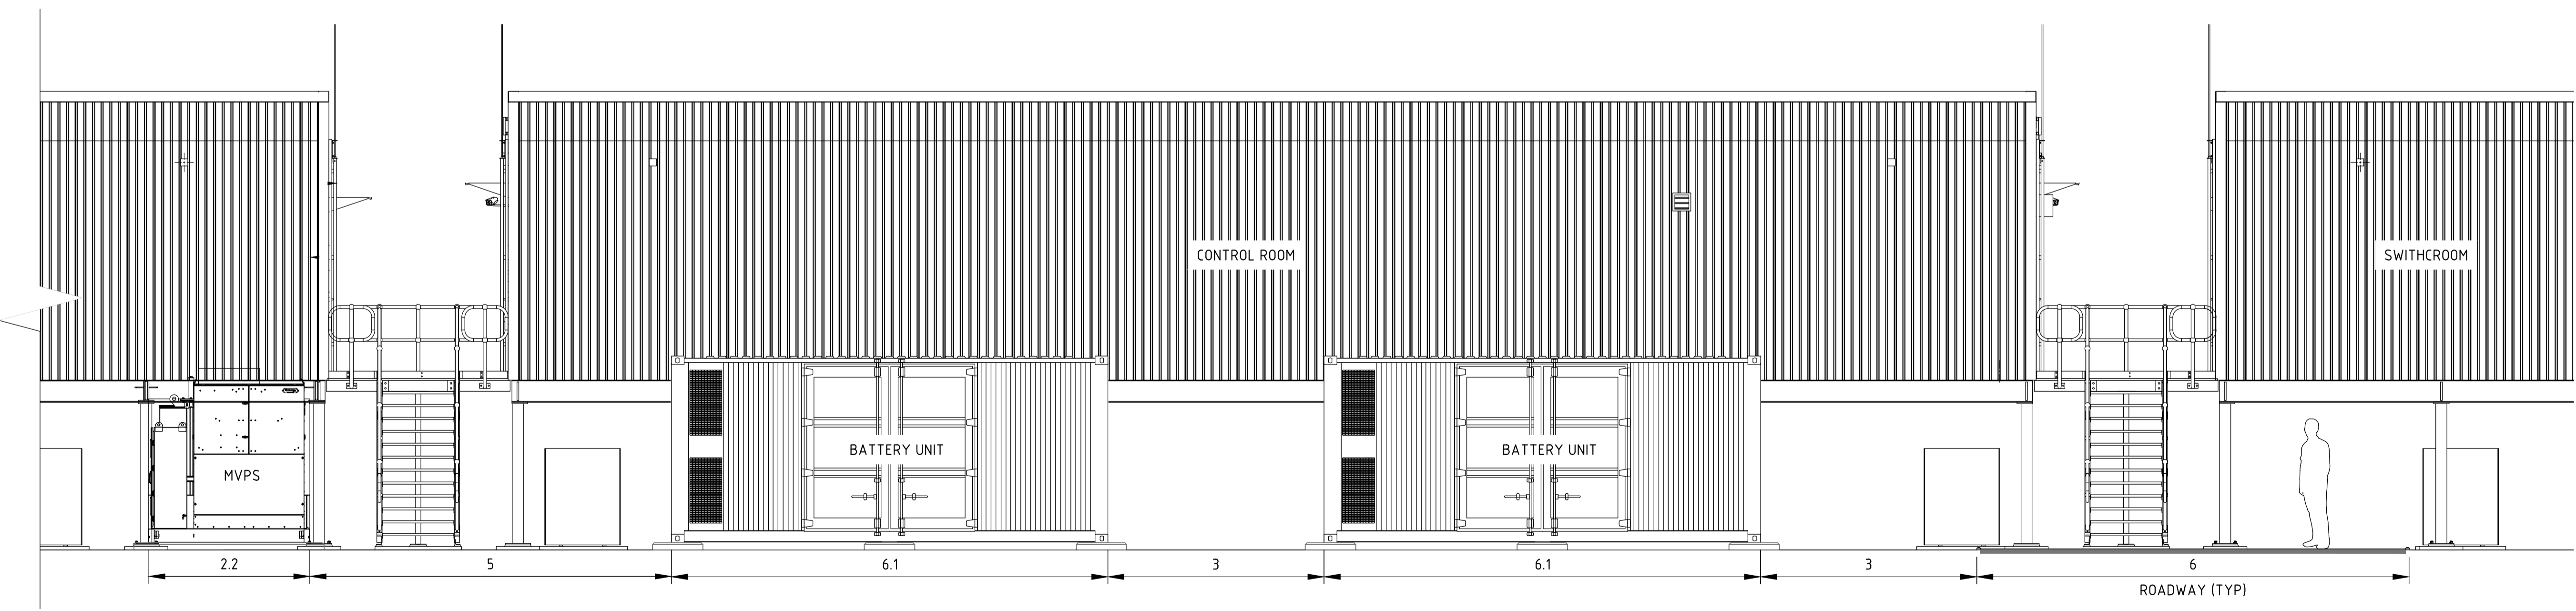 CONTROL ROOM
SWITHCROOM
BATTERY UNIT
BATTERY UNIT
MVPS
2.2
5
6.1
3
6.1
3
6
ROADWAY (TYP)